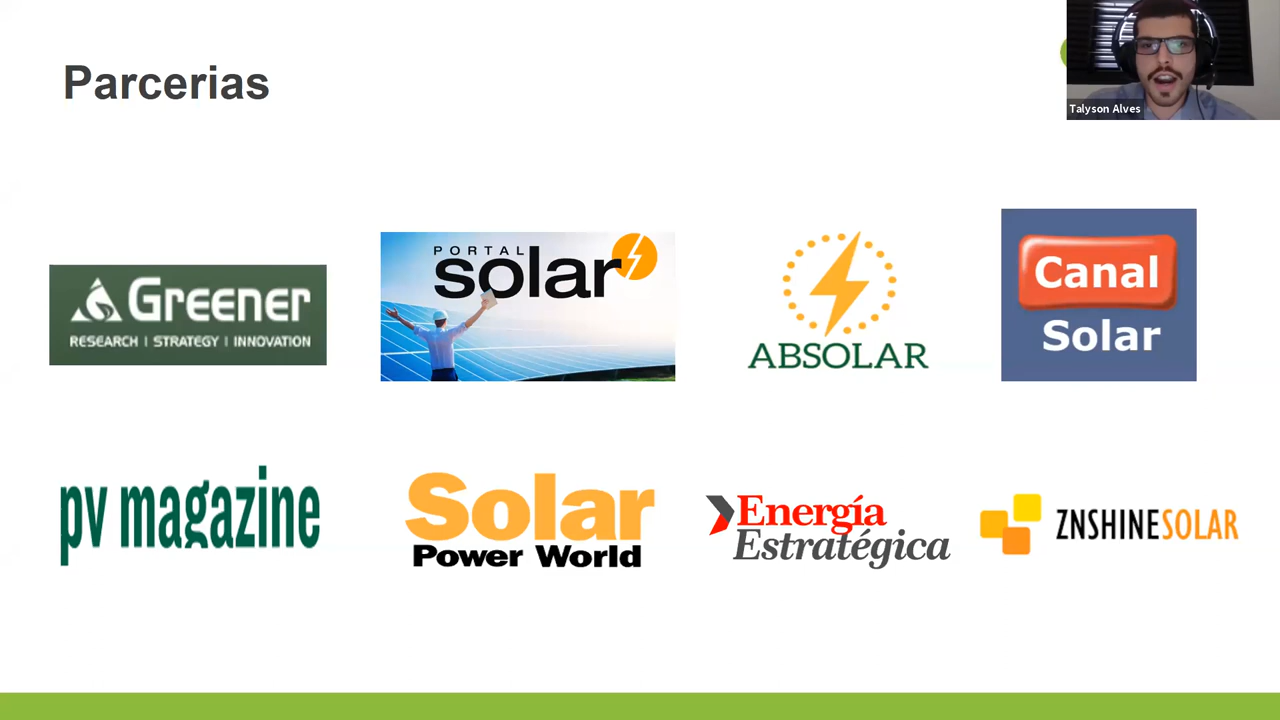 Parcerias
Talyson Alves
Greener
RESEARCH | STRATEGY | INNOVATION
PORTAL
solar
ABSOLAR
Canal
Solar
pv magazine
Solar
Power World
Energía
Estratégica
ZNSHINESOLAR